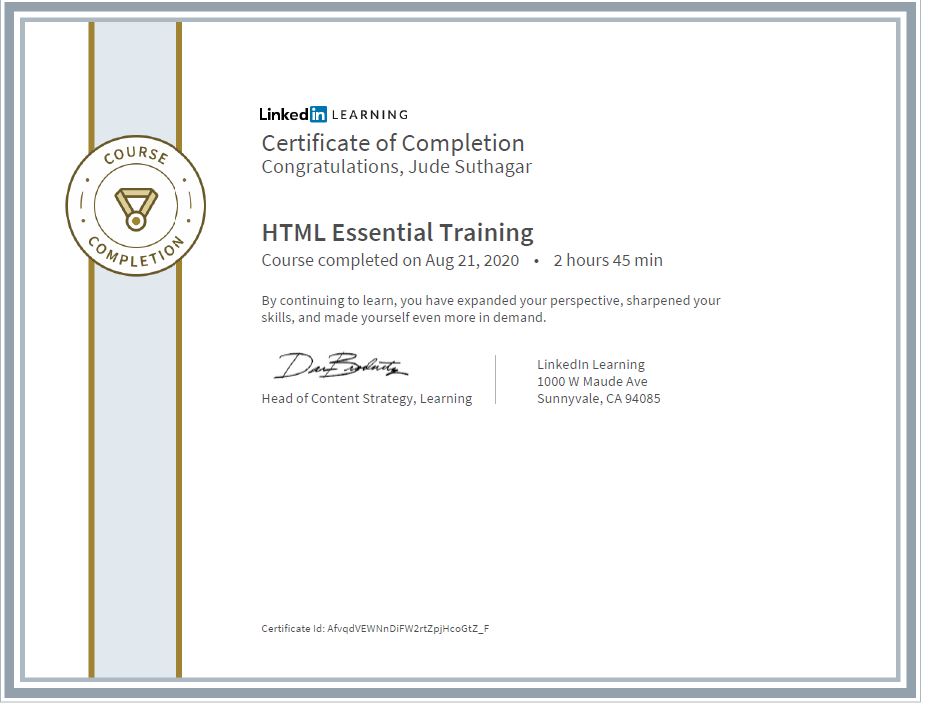 COURSE
COMPLETION
Linked in LEARNING
Certificate of Completion
Congratulations, Jude Suthagar
HTML Essential Training
Course completed on Aug 21, 2020 • 2 hours 45 min
By continuing to learn, you have expanded your perspective, sharpened your
skills, and made yourself even more in demand.
Head of Content Strategy, Learning
LinkedIn Learning
1000 W Maude Ave
Sunnyvale, CA 94085
Certificate Id: AfvqdVEWNnDiFW2rtZpjHcoGtZ_F